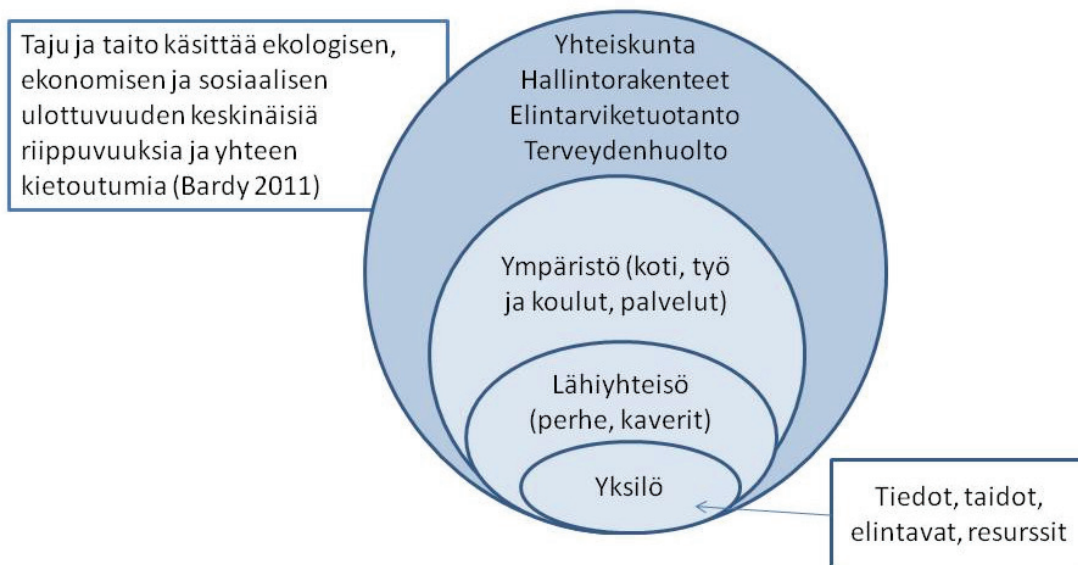 Taju ja taito käsittää ekologisen,
ekonomisen ja sosiaalisen
ulottuvuuden keskinäisiä
riippuvuuksia ja yhteen
kietoutumia (Bardy 2011)
Yhteiskunta
Hallintorakenteet
Elintarviketuotanto
Terveydenhuolto
Ympäristö (koti, työ
ja koulut, palvelut)
Lähiyhteisö
(perhe, kaverit)
Yksilö
Tiedot, taidot,
elintavat, resurssit